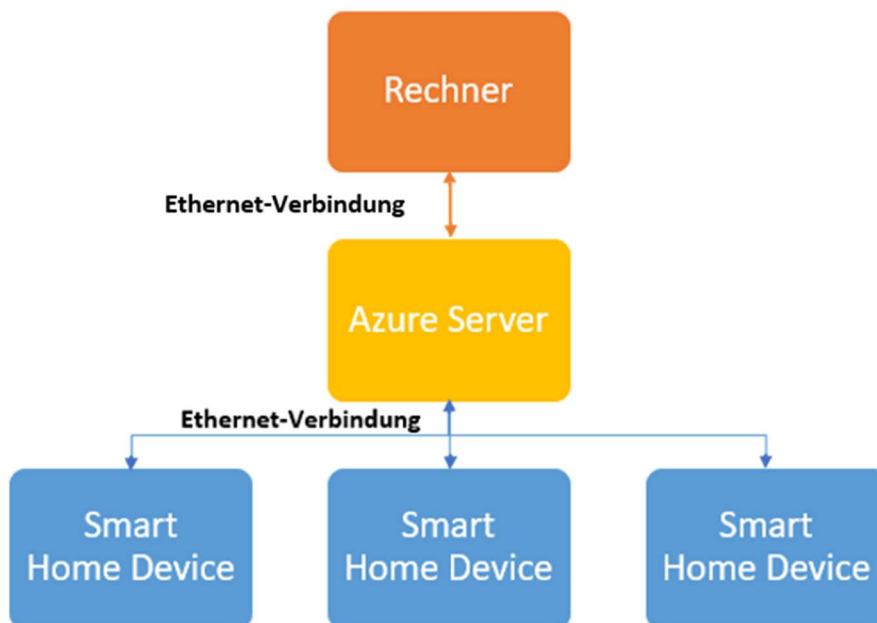 Rechner
Ethernet-Verbindung
Azure Server
Ethernet-Verbindung
Smart
Home Device
Smart
Home Device
Smart
Home Device